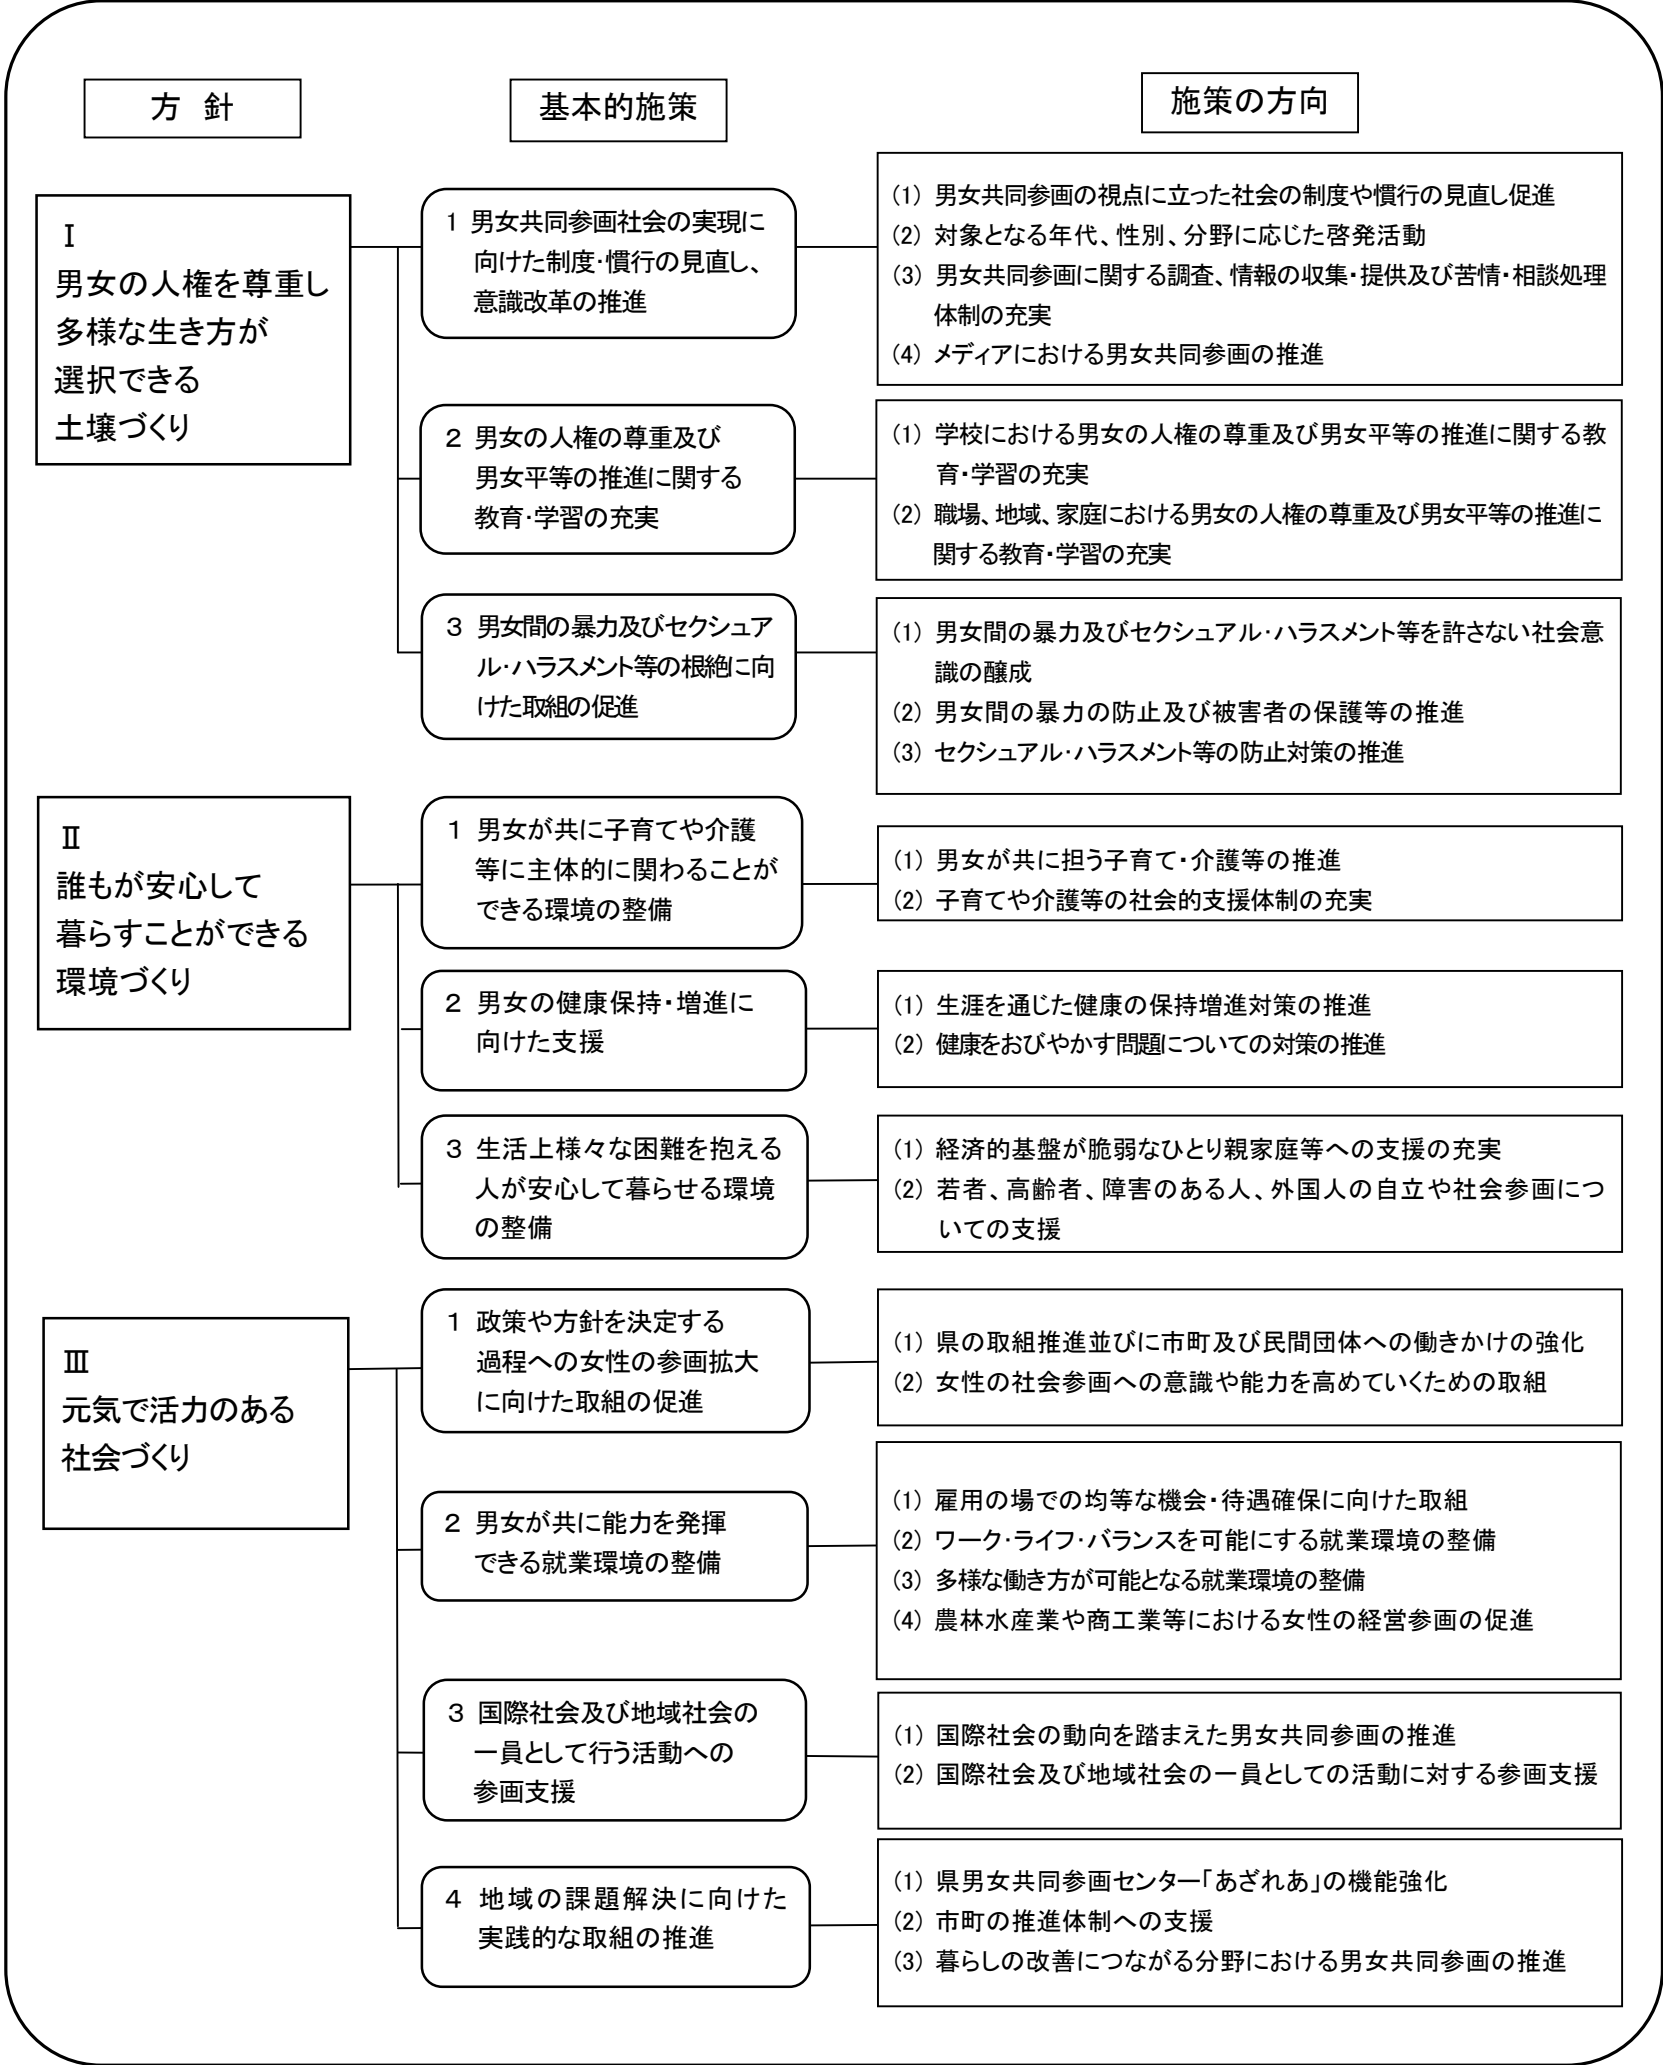 方 針
基本的施策
施策の方向
Ⅰ
男女の人権を尊重し
多様な生き方が
選択できる
土壌づくり
1 男女共同参画社会の実現に
向けた制度・慣行の見直し、
意識改革の推進
(1) 男女共同参画の視点に立った社会の制度や慣行の見直し促進
(2) 対象となる年代、性別、分野に応じた啓発活動
(3) 男女共同参画に関する調査、情報の収集・提供及び苦情・相談処理
体制の充実
(4) メディアにおける男女共同参画の推進
2 男女の人権の尊重及び
男女平等の推進に関する
教育・学習の充実
(1) 学校における男女の人権の尊重及び男女平等の推進に関する教
育・学習の充実
(2) 職場、地域、家庭における男女の人権の尊重及び男女平等の推進に
関する教育・学習の充実
3 男女間の暴力及びセクシュア
ル・ハラスメント等の根絶に向
けた取組の促進
(1) 男女間の暴力及びセクシュアル・ハラスメント等を許さない社会意
識の醸成
(2) 男女間の暴力の防止及び被害者の保護等の推進
(3) セクシュアル・ハラスメント等の防止対策の推進
Ⅱ
誰もが安心して
暮らすことができる
環境づくり
1 男女が共に子育てや介護
等に主体的に関わることが
できる環境の整備
(1) 男女が共に担う子育て・介護等の推進
(2) 子育てや介護等の社会的支援体制の充実
2 男女の健康保持・増進に
向けた支援
(1) 生涯を通じた健康の保持増進対策の推進
(2) 健康をおびやかす問題についての対策の推進
3 生活上様々な困難を抱える
人が安心して暮らせる環境
の整備
(1) 経済的基盤が脆弱なひとり親家庭等への支援の充実
(2) 若者、高齢者、障害のある人、外国人の自立や社会参画につ
いての支援
Ⅲ
元気で活力のある
社会づくり
1 政策や方針を決定する
過程への女性の参画拡大
に向けた取組の促進
(1) 県の取組推進並びに市町及び民間団体への働きかけの強化
(2) 女性の社会参画への意識や能力を高めていくための取組
2 男女が共に能力を発揮
できる就業環境の整備
(1) 雇用の場での均等な機会・待遇確保に向けた取組
(2) ワーク・ライフ・バランスを可能にする就業環境の整備
(3) 多様な働き方が可能となる就業環境の整備
(4) 農林水産業や商工業等における女性の経営参画の促進
3 国際社会及び地域社会の
一員として行う活動への
参画支援
(1) 国際社会の動向を踏まえた男女共同参画の推進
(2) 国際社会及び地域社会の一員としての活動に対する参画支援
4 地域の課題解決に向けた
実践的な取組の推進
(1) 県男女共同参画センター「あざれあ」の機能強化
(2) 市町の推進体制への支援
(3) 暮らしの改善につながる分野における男女共同参画の推進